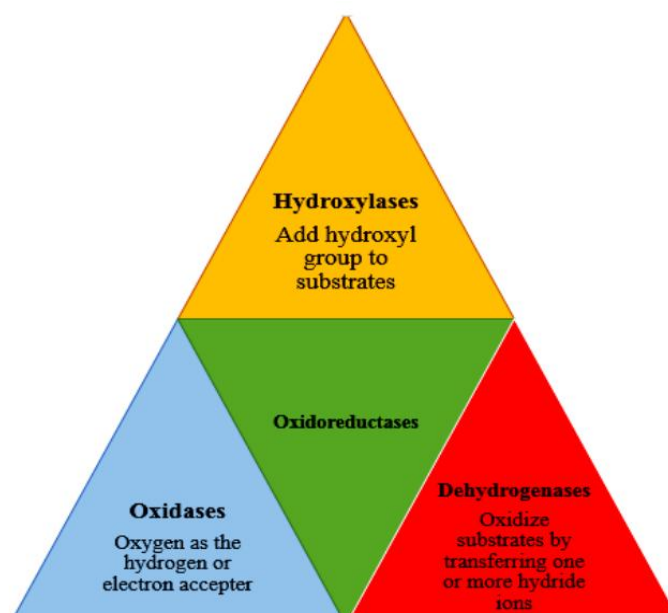 Hydroxylases
Add hydroxyl
group to
substrates
Oxidoreductases
Oxidases
Oxygen as the
hydrogen or
electron accepter
Dehydrogenases
Oxidize
substrates by
transferring one
or more hydride
ions